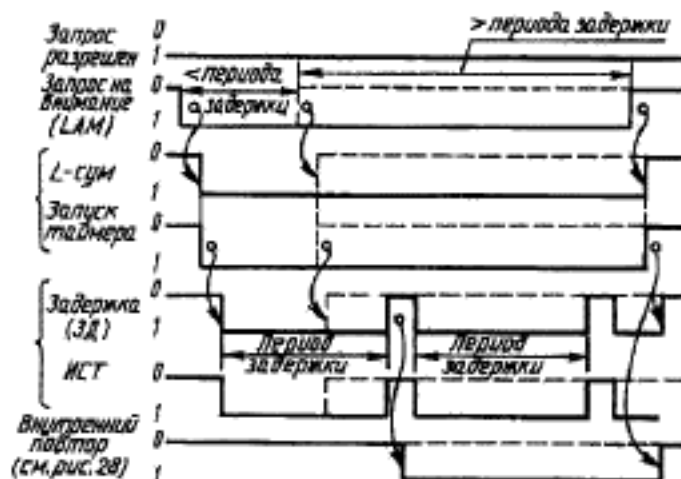 Запрос
разрешен
0
1
> периода задержки
Запрос на
внимание
(LAM)
0
1
< периода
задержки
L-сум
0
1
Запуск
таймера
0
1
Задержка
(ЗД)
0
1
Период
задержки
Период
задержки
ИСТ
0
1
Внутренний
повтор
(см. рис. 28)
0
1